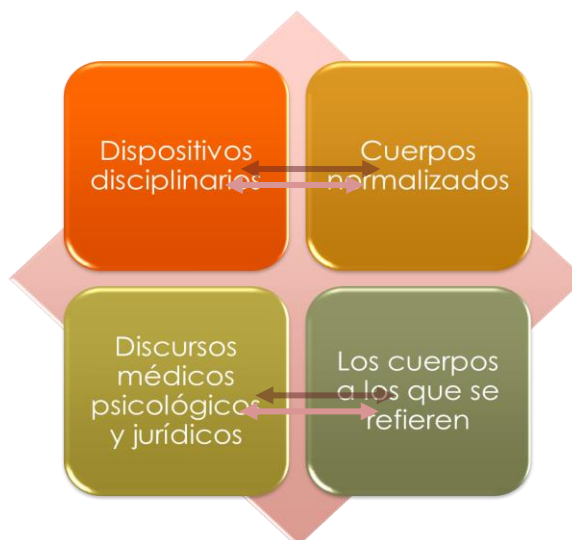 Dispositivos
disciplinarios
Cuerpos
normalizados
Discursos
médicos
psicológicos
y jurídicos
Los cuerpos
a los que se
refieren